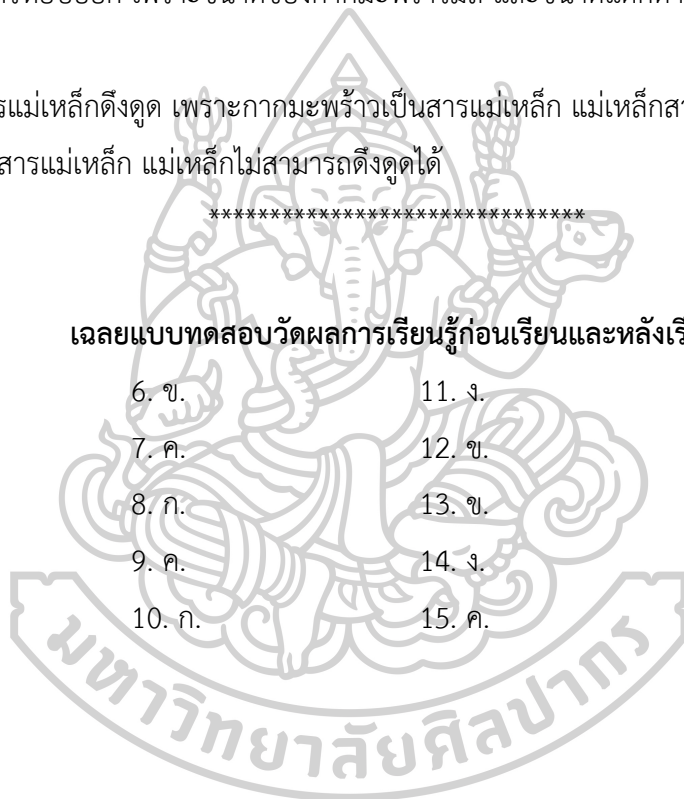 รแม่เหล็กดึงดูด เพราะกากมะพร้าวเป็นสารแม่เหล็ก แม่เหล็กสา
สารแม่เหล็ก แม่เหล็กไม่สามารถดึงดูดได้
*******************************
เฉลยแบบทดสอบวัดผลการเรียนรู้ก่อนเรียนและหลังเรี
6. ข. 11. ง.
7. ค. 12. ข.
8. ก. 13. ข.
9. ค. 14. ง.
10. ก. 15. ค.
มหาวิทยาลัยศิลปากร